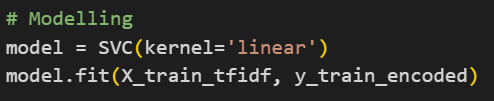 # Modelling
model = SVC(kernel='linear')
model.fit(X_train_tfidf, y_train_encoded)